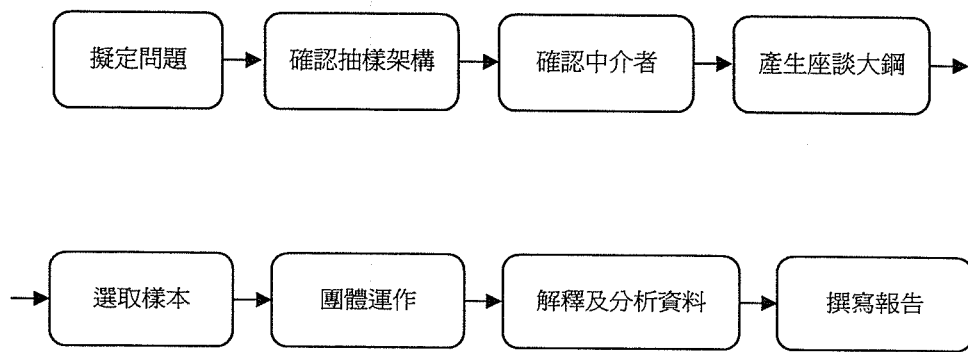 擬定問題
確認抽樣架構
確認中介者
產生座談大鋼
選取樣本
團體運作
解釋及分析資料
撰寫報告